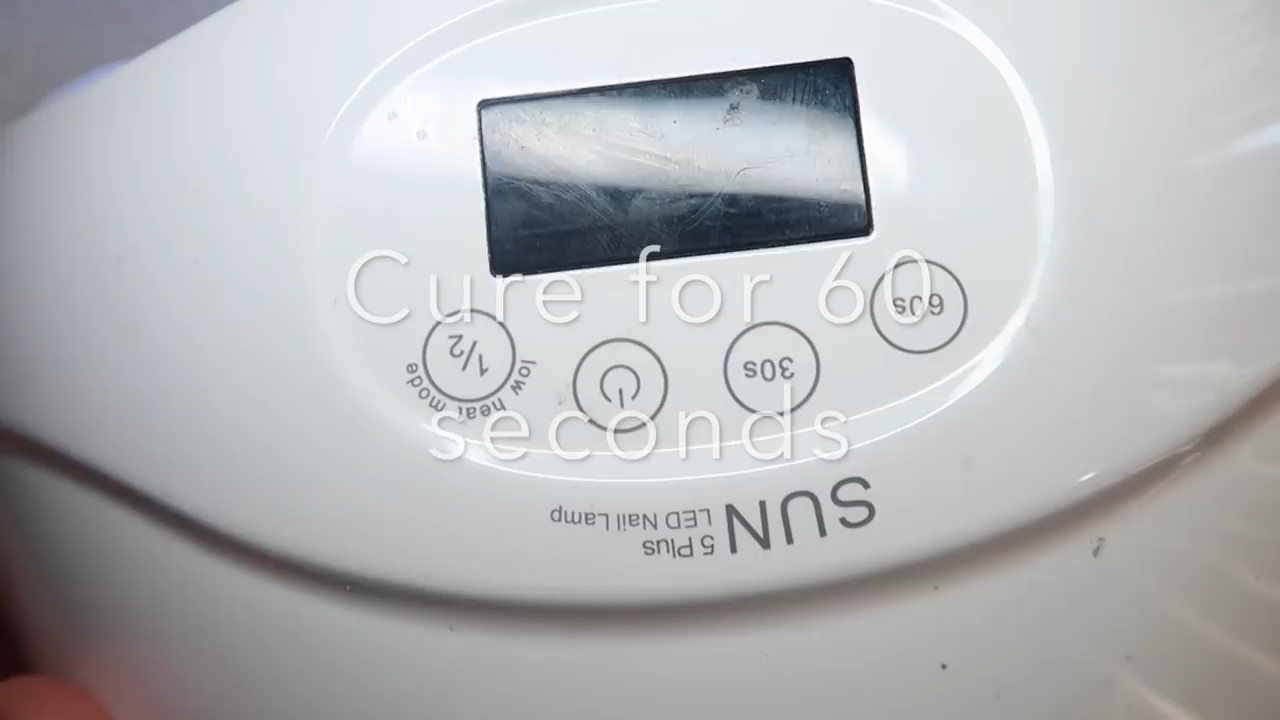 Cure for 60
seconds
60s
30s
1/2
low heat mode
SUN
5 Plus
LED Nail Lamp